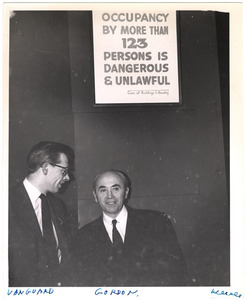 OCCUPANCY
BY MORE THAN
123
PERSONS IS
DANGEROUS
& UNLAWFUL
VANGUARD GORDON.